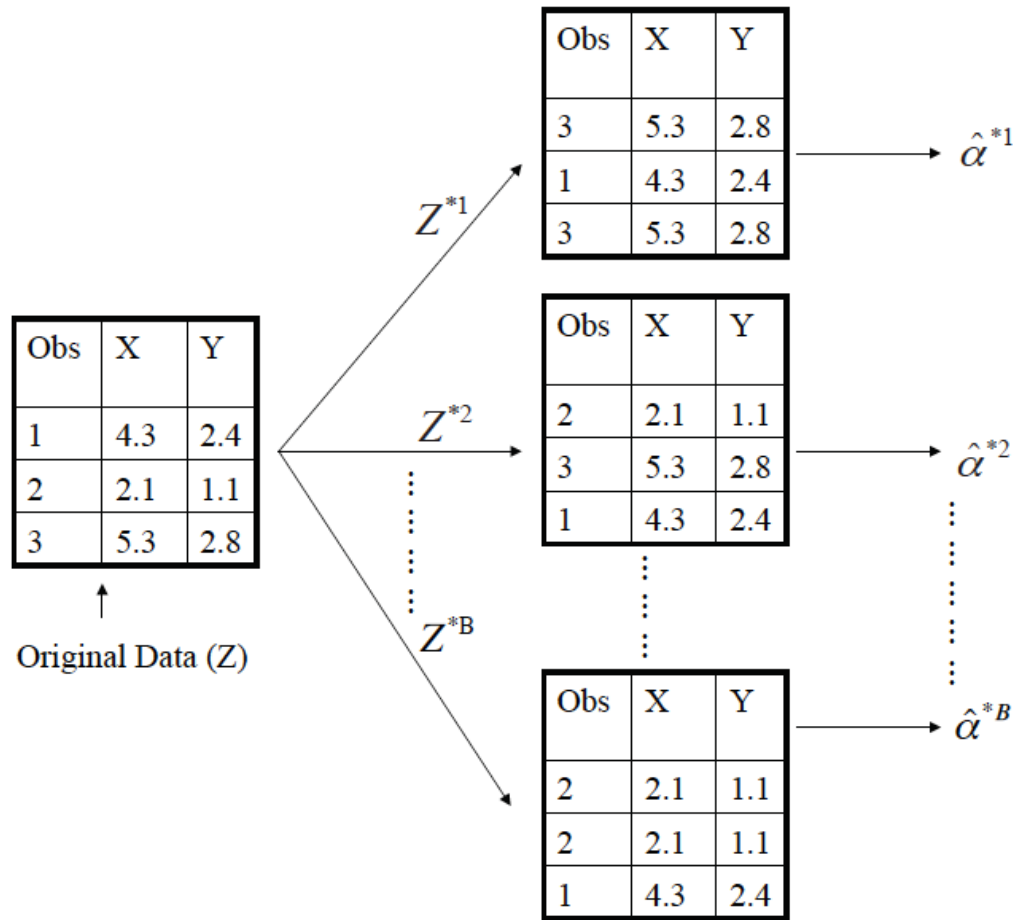 Obs X Y
1 4.3 2.4
2 2.1 1.1
3 5.3 2.8
Original Data (Z)
Z*1
Z*2
Z*B
Obs X Y
3 5.3 2.8
1 4.3 2.4
3 5.3 2.8
α̂*1
Obs X Y
2 2.1 1.1
3 5.3 2.8
1 4.3 2.4
α̂*2
Obs X Y
2 2.1 1.1
2 2.1 1.1
1 4.3 2.4
α̂*B